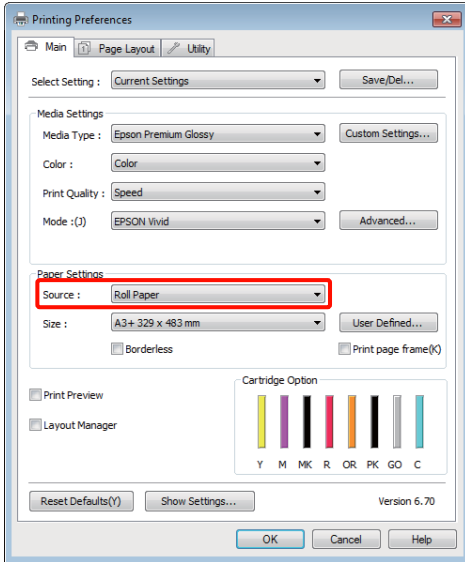 Printing Preferences
Main Page Layout Utility
Select Setting : Current Settings Save/Del...
Media Settings
Media Type : Epson Premium Glossy Custom Settings...
Color : Color
Print Quality : Speed
Mode :(J) EPSON Vivid Advanced...
Paper Settings
Source : Roll Paper
Size : A3+ 329 x 483 mm User Defined...
Borderless Print page frame(K)
Cartridge Option
Print Preview
Layout Manager
Y M MK R OR PK GO C
Reset Defaults(Y) Show Settings... Version 6.70
OK Cancel Help